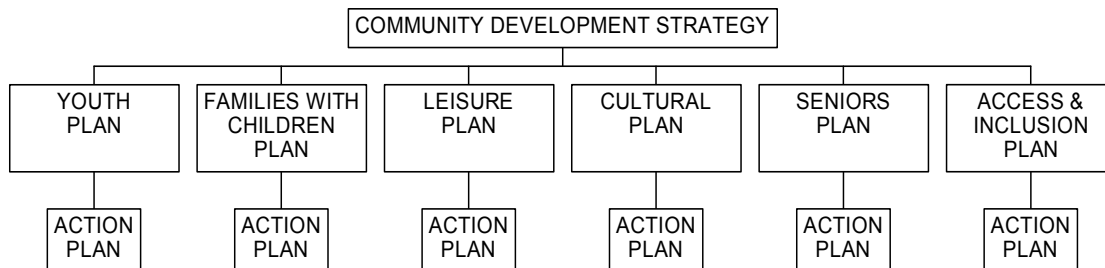 COMMUNITY DEVELOPMENT STRATEGY
YOUTH
PLAN
FAMILIES WITH
CHILDREN
PLAN
LEISURE
PLAN
CULTURAL
PLAN
SENIORS
PLAN
ACCESS &
INCLUSION
PLAN
ACTION
PLAN
ACTION
PLAN
ACTION
PLAN
ACTION
PLAN
ACTION
PLAN
ACTION
PLAN